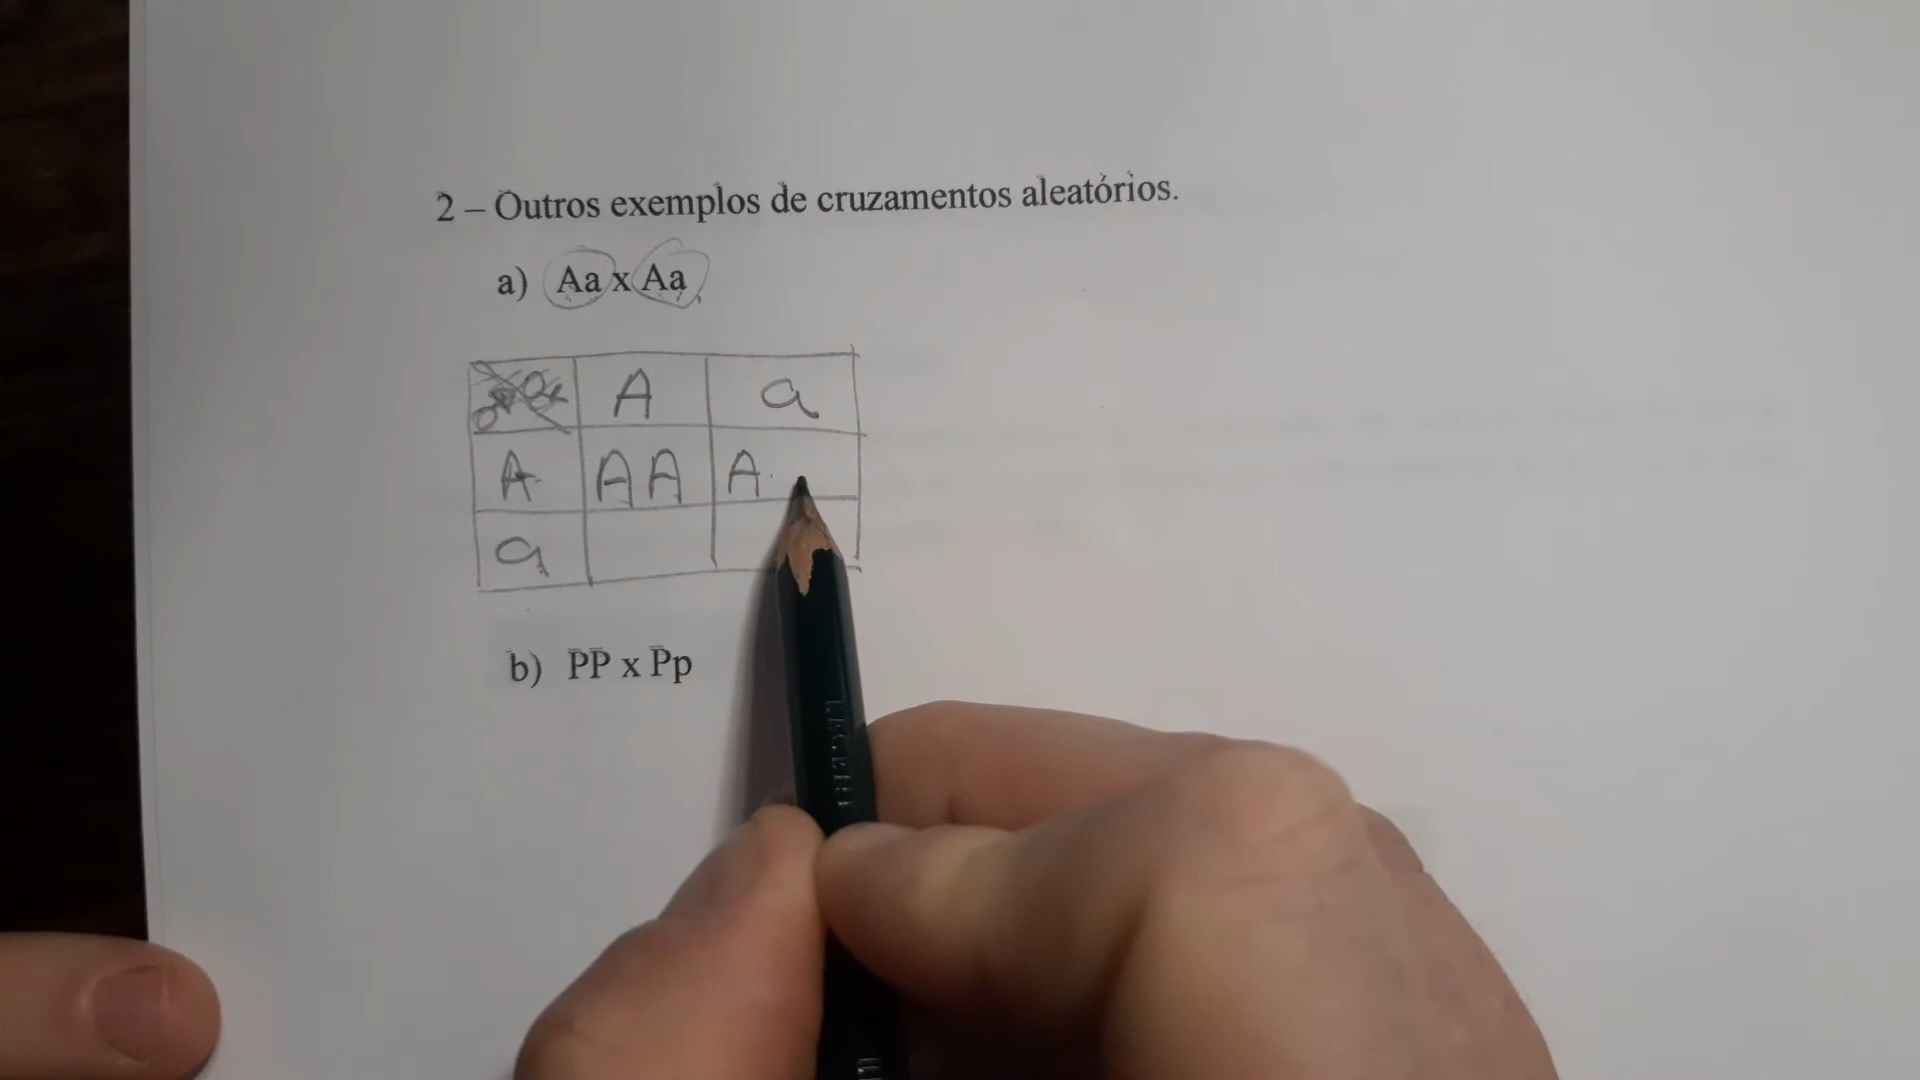 2 – Outros exemplos de cruzamentos aleatórios.
a) Aa x Aa
A a
A AA A
a
b) PP x Pp